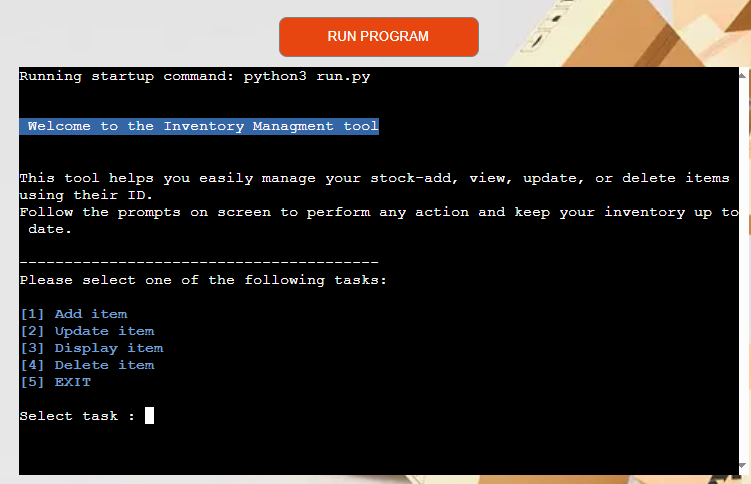 RUN PROGRAM
Running startup command: python3 run.py
Welcome to the Inventory Managment tool
This tool helps you easily manage your stock-add, view, update, or delete items
using their ID.
Follow the prompts on screen to perform any action and keep your inventory up to
date.
----------------------------------------
Please select one of the following tasks:
[1] Add item
[2] Update item
[3] Display item
[4] Delete item
[5] EXIT
Select task :